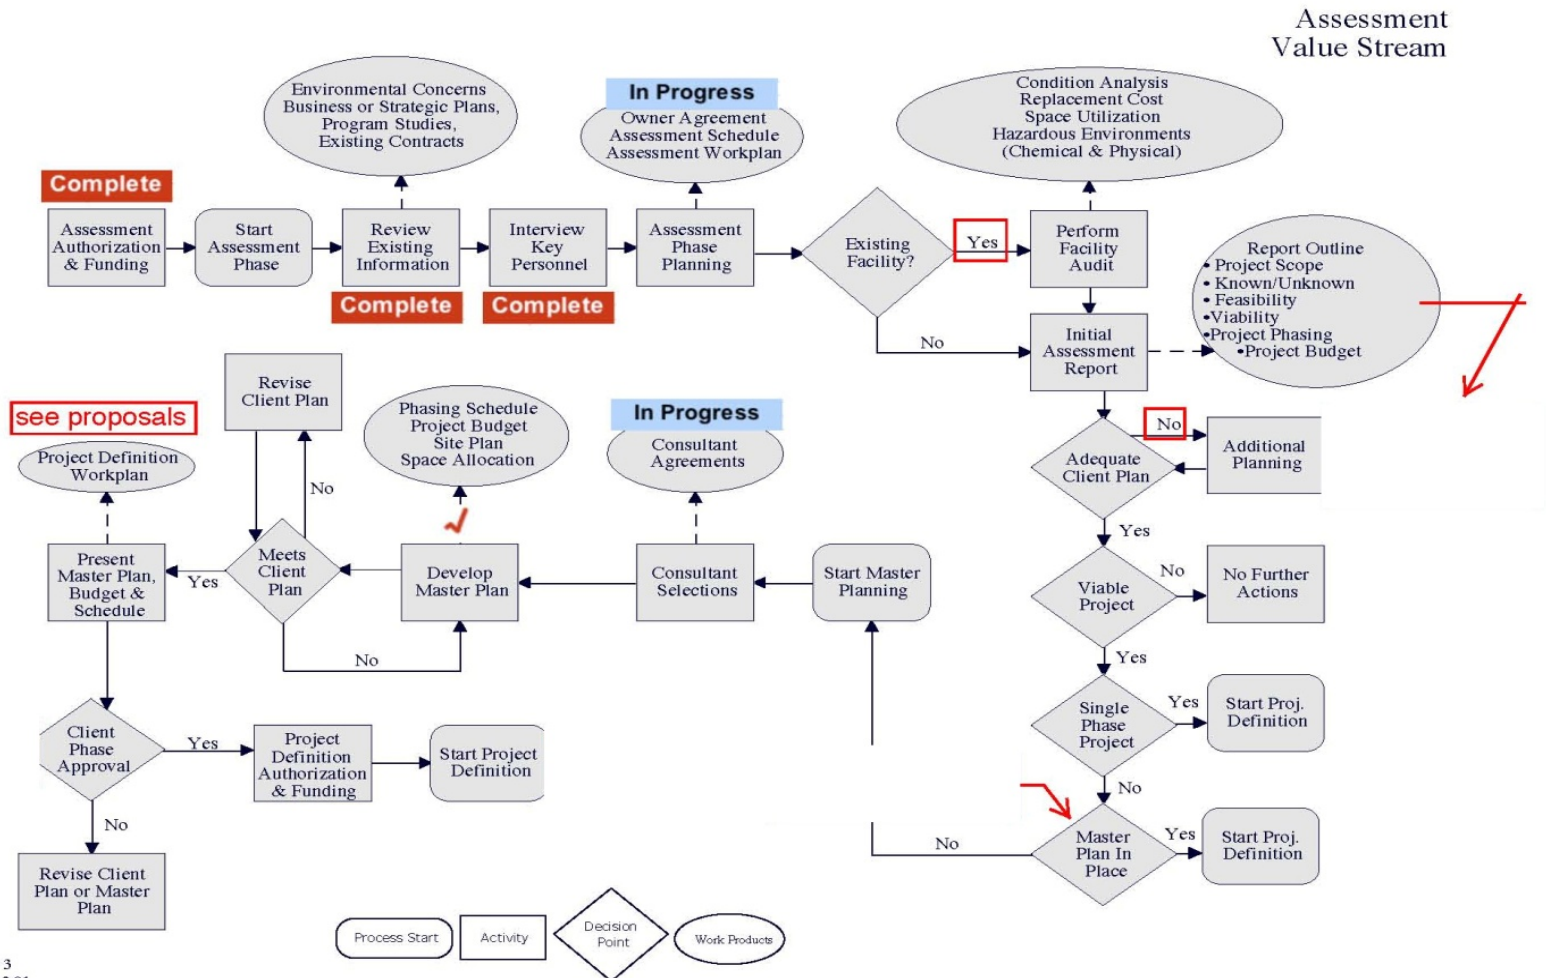 Assessment
Value Stream
Environmental Concerns
Business or Strategic Plans,
Program Studies,
Existing Contracts
In Progress
Owner Agreement
Assessment Schedule
Assessment Workplan
Condition Analysis
Replacement Cost
Space Utilization
Hazardous Environments
(Chemical & Physical)
Complete
Assessment
Authorization
& Funding
Start
Assessment
Phase
Review
Existing
Information
Complete
Interview
Key
Personnel
Complete
Assessment
Phase
Planning
Existing
Facility?
Yes
No
Perform
Facility
Audit
Initial
Assessment
Report
Report Outline
• Project Scope
• Known/Unknown
• Feasibility
•Viability
•Project Phasing
•Project Budget
Adequate
Client Plan
No
Additional
Planning
Yes
Viable
Project
No
No Further
Actions
Yes
Single
Phase
Project
Yes
Start Proj.
Definition
No
Master
Plan In
Place
Yes
Start Proj.
Definition
No
Start Master
Planning
Consultant
Selections
In Progress
Consultant
Agreements
Develop
Master Plan
Phasing Schedule
Project Budget
Site Plan
Space Allocation
Meets
Client
Plan
No
Revise
Client Plan
No
Yes
Present
Master Plan,
Budget &
Schedule
see proposals
Project Definition
Workplan
Client
Phase
Approval
Yes
Project
Definition
Authorization
& Funding
Start Project
Definition
No
Revise Client
Plan or Master
Plan
Process Start
Activity
Decision
Point
Work Products
3